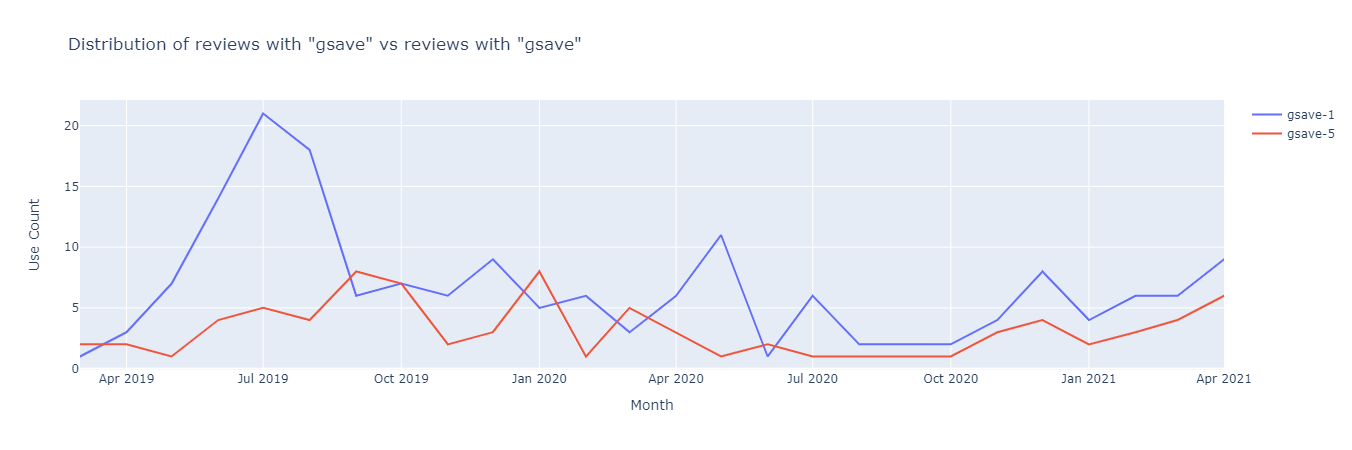 Distribution of reviews with "gsave" vs reviews with "gsave"
gsave-1
gsave-5
20
15
10
5
0
Use Count
Apr 2019 Jul 2019 Oct 2019 Jan 2020 Apr 2020 Jul 2020 Oct 2020 Jan 2021 Apr 2021
Month